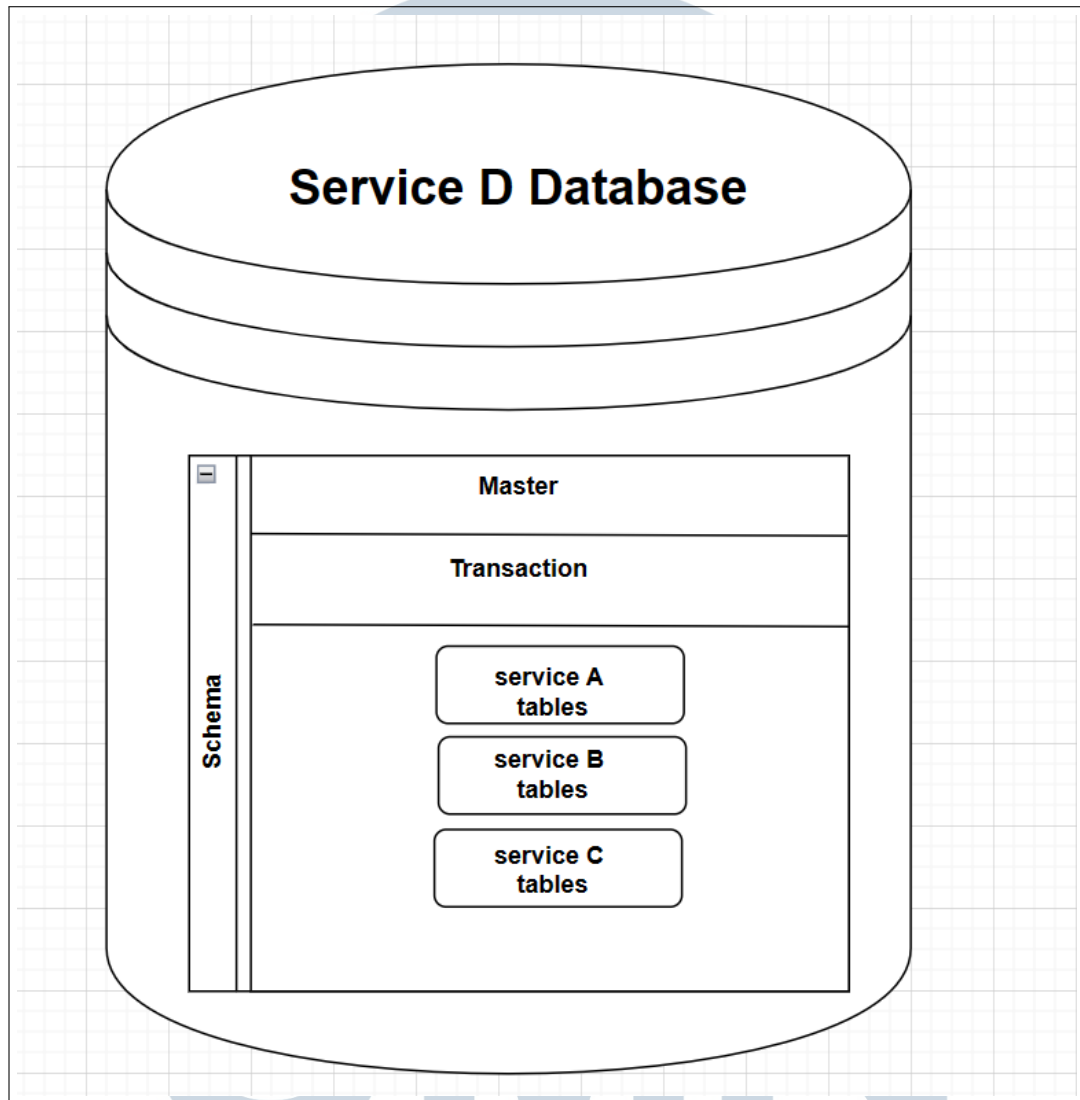 Service D Database
Master
Transaction
Schema
service A
tables
service B
tables
service C
tables